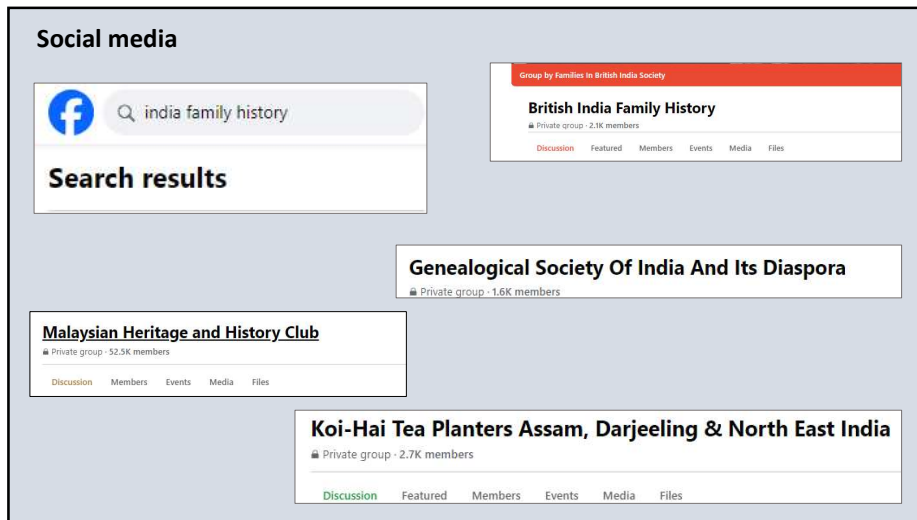 Social media
india family history
Search results
Group by Families In British India Society
British India Family History
Private group · 2.1K members
Discussion Featured Members Events Media Files
Genealogical Society Of India And Its Diaspora
Private group · 1.6K members
Malaysian Heritage and History Club
Private group · 52.5K members
Discussion Members Events Media Files
Koi-Hai Tea Planters Assam, Darjeeling & North East India
Private group · 2.7K members
Discussion Featured Members Events Media Files